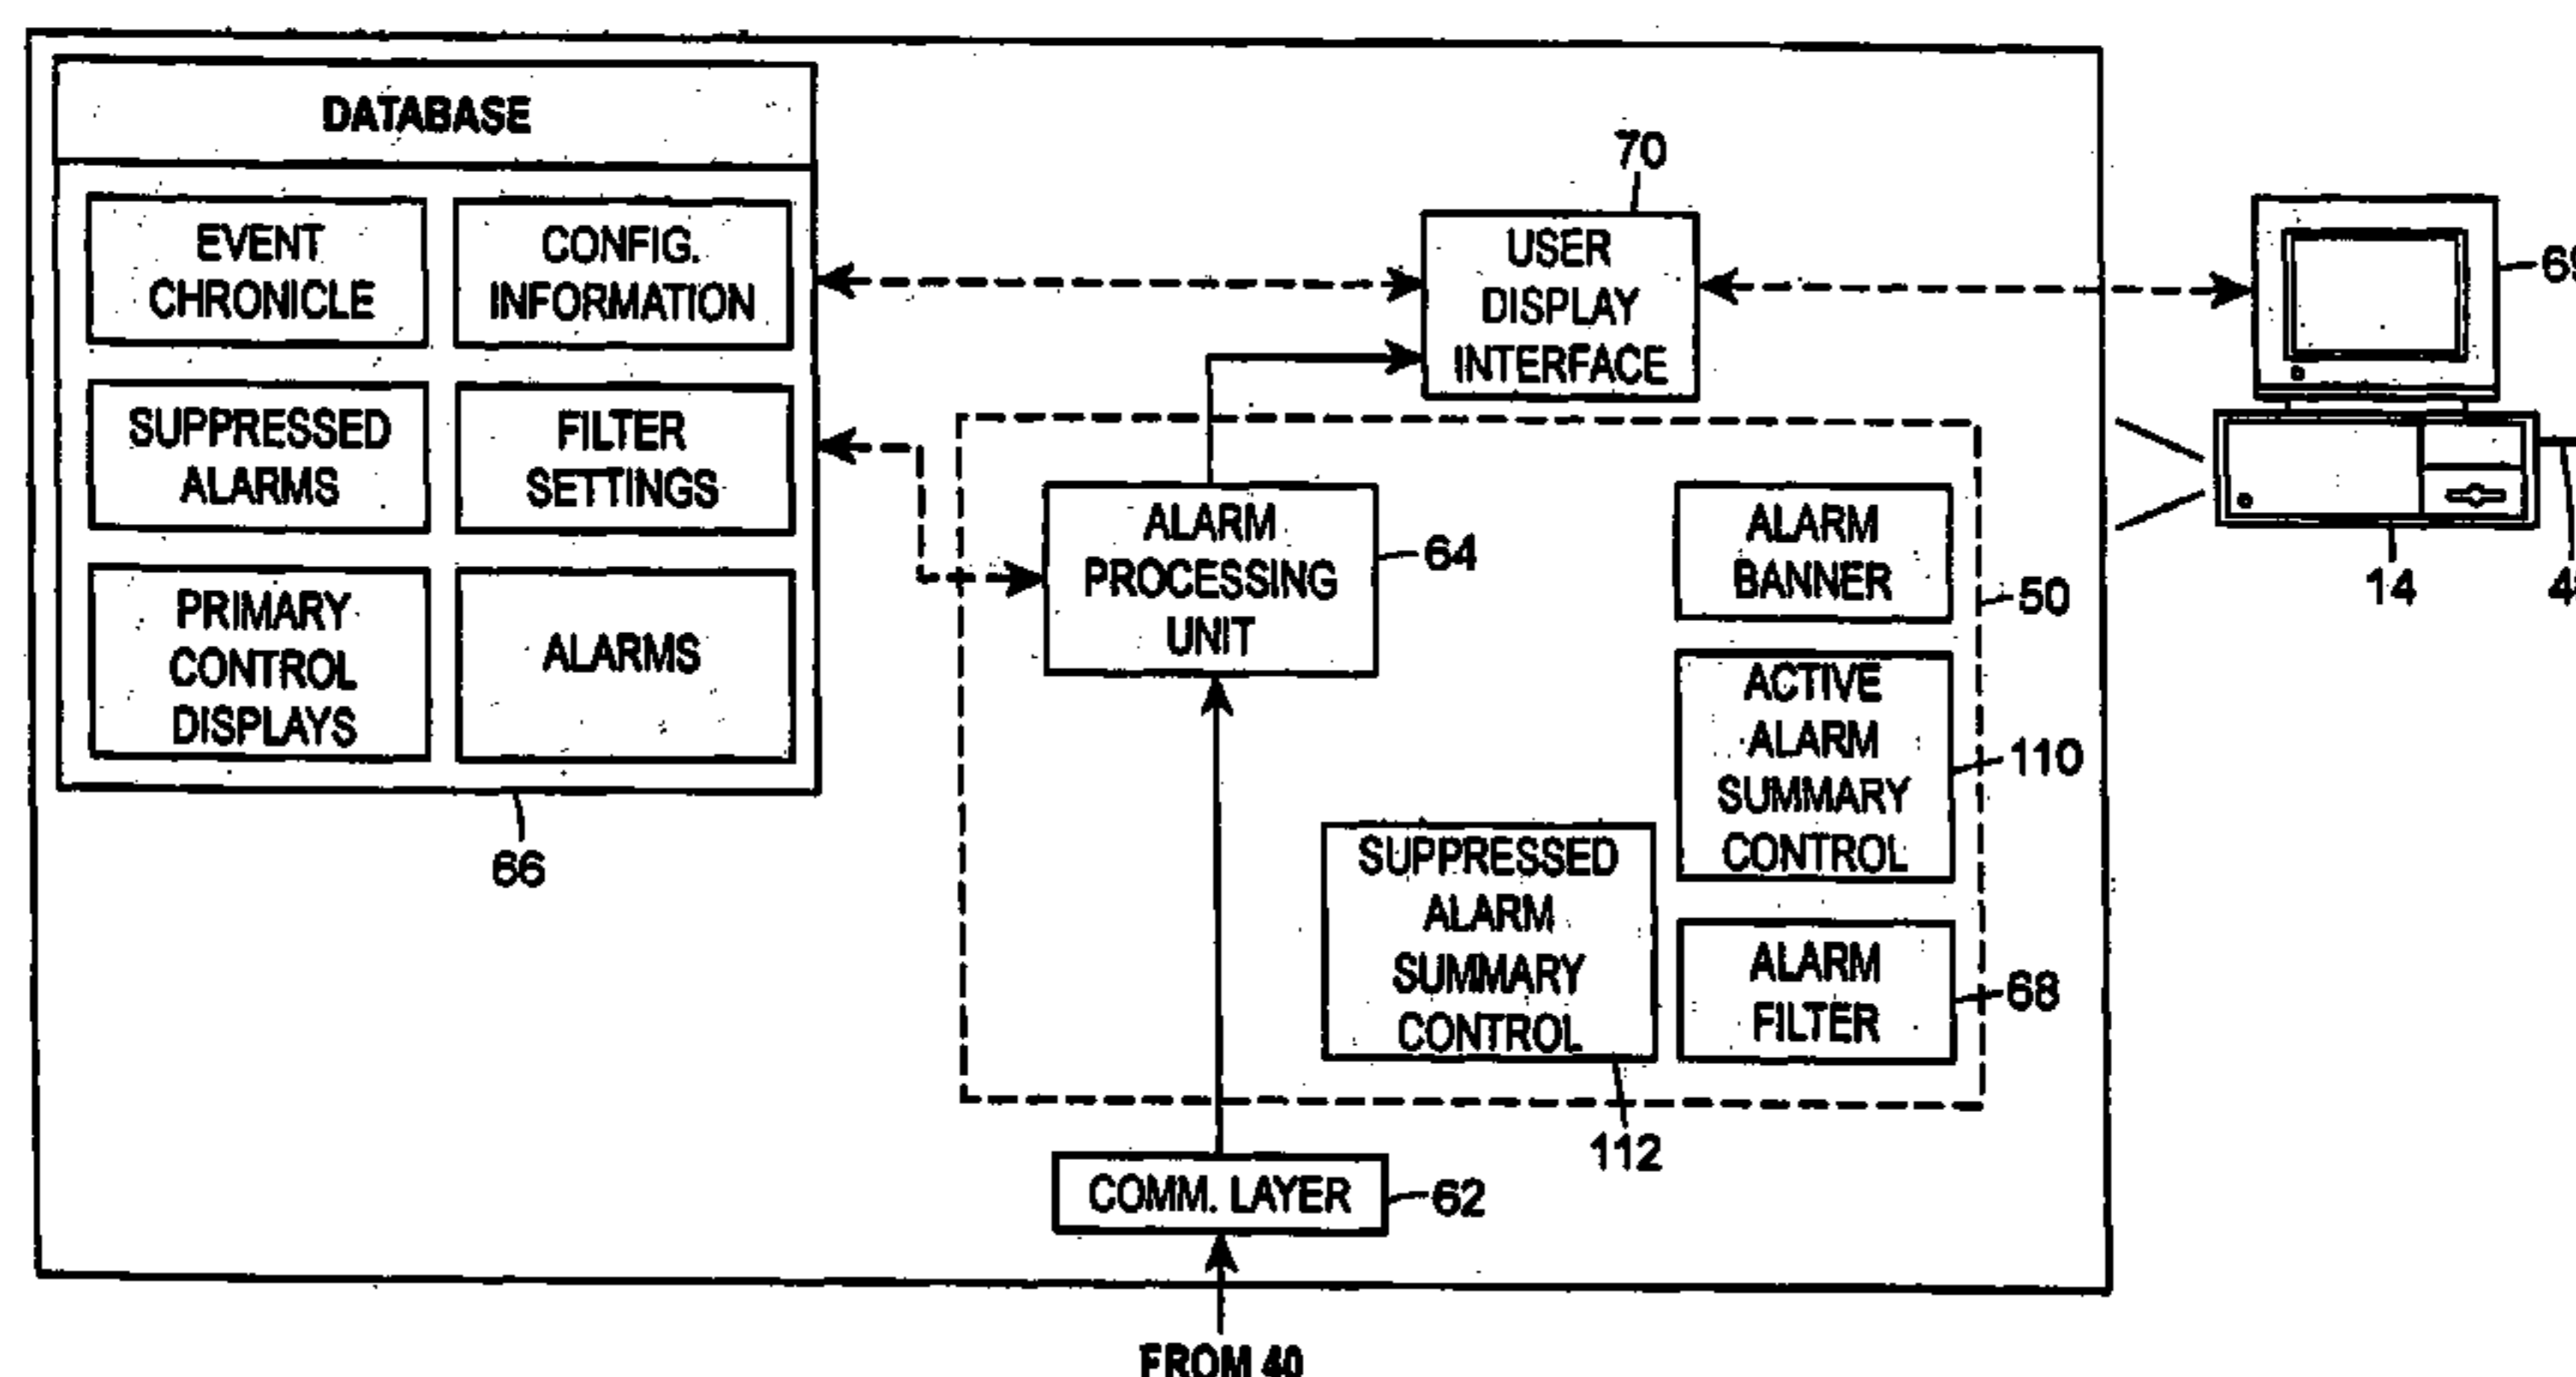 DATABASE
EVENT
CHRONICLE
CONFIG.
INFORMATION
SUPPRESSED
ALARMS
FILTER
SETTINGS
PRIMARY
CONTROL
DISPLAYS
ALARMS
66
70
USER
DISPLAY
INTERFACE
ALARM
PROCESSING
UNIT
64
ALARM
BANNER
50
ACTIVE
ALARM
SUMMARY
CONTROL
110
SUPPRESSED
ALARM
SUMMARY
CONTROL
112
ALARM
FILTER
68
COMM. LAYER
62
FROM 40
14